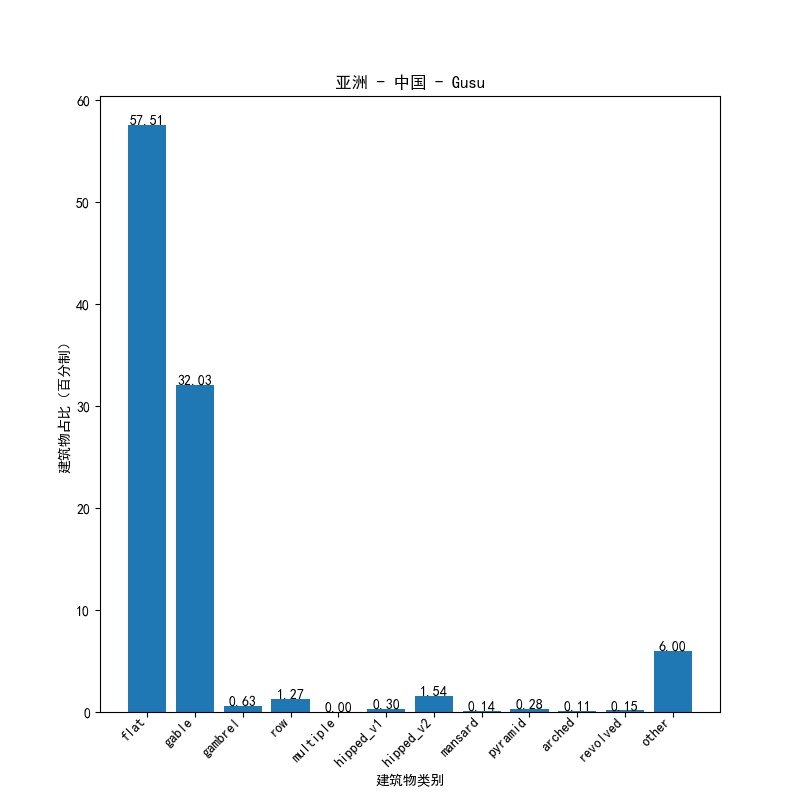 亚洲 - 中国 - Gusu
建筑物占比（百分制）
60
50
40
30
20
10
0
57.51
32.03
0.63
1.27
0.00
0.30
1.54
0.14
0.28
0.11
0.15
6.00
flat
gable
gambrel
row
multiple
hipped_v1
hipped_v2
mansard
pyramid
arched
revolved
other
建筑物类别